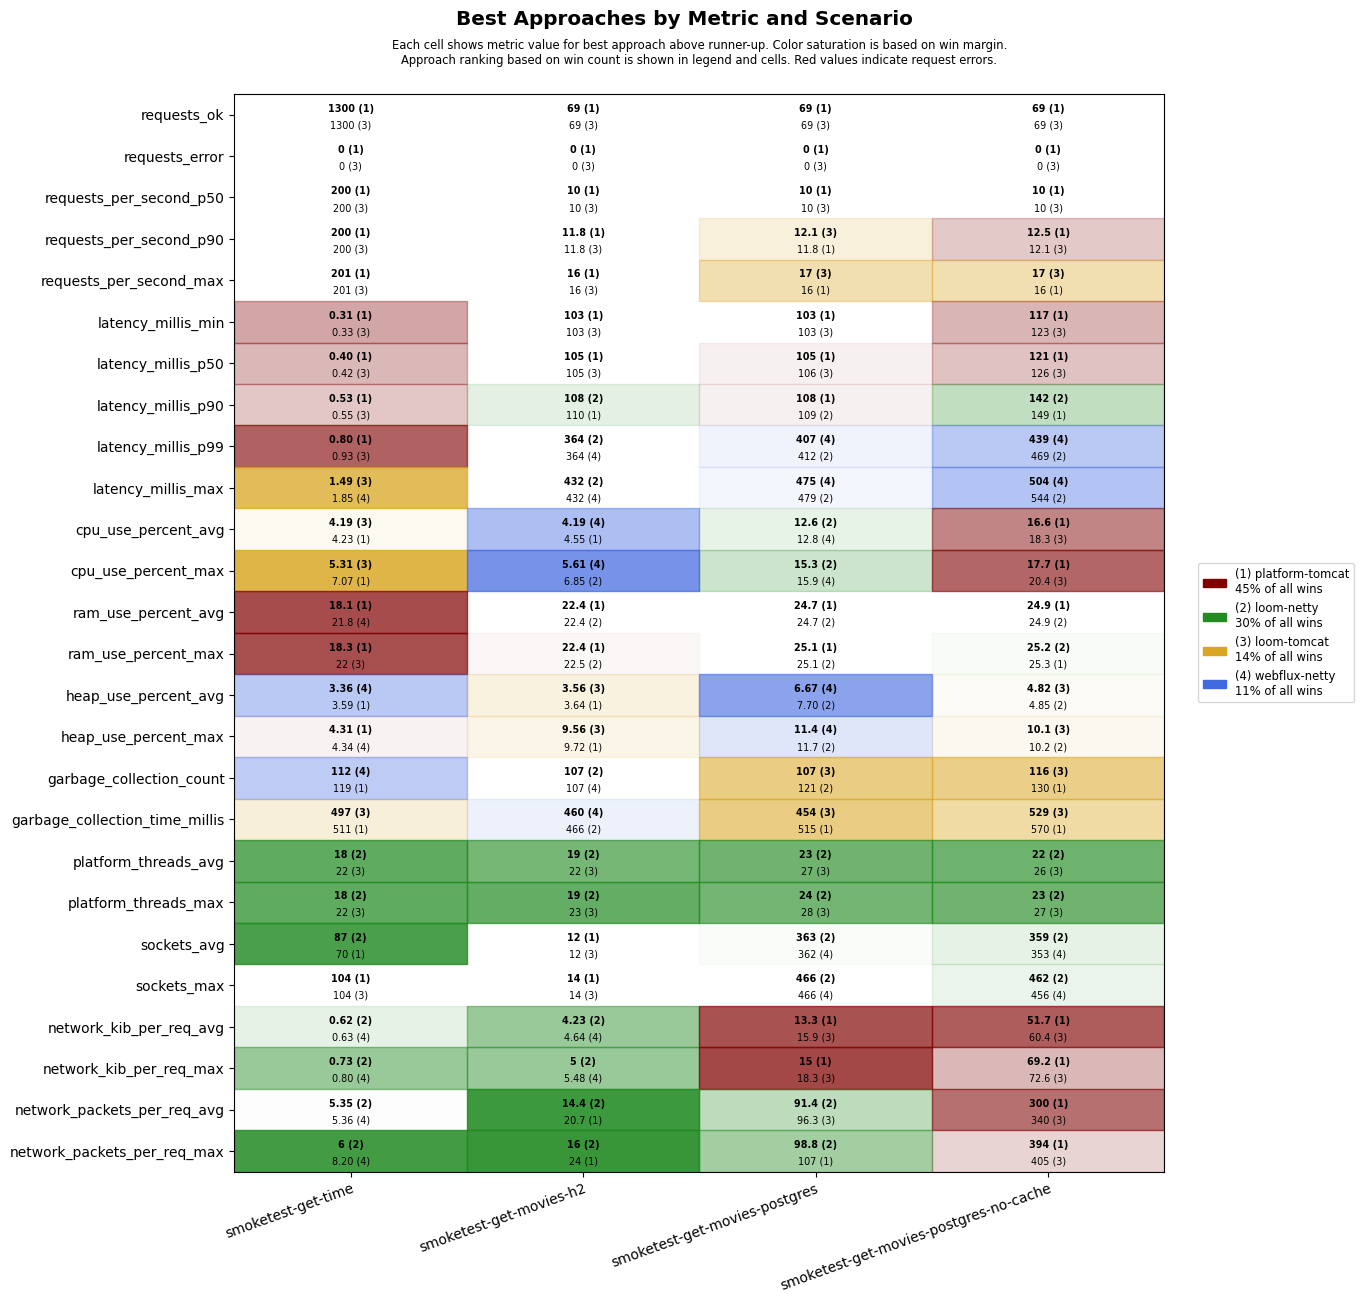 Best Approaches by Metric and Scenario
Each cell shows metric value for best approach above runner-up. Color saturation is based on win margin.
Approach ranking based on win count is shown in legend and cells. Red values indicate request errors.
requests_ok
1300 (1) 69 (1) 69 (1) 69 (1)
1300 (3) 69 (3) 69 (3) 69 (3)
requests_error
0 (1) 0 (1) 0 (1) 0 (1)
0 (3) 0 (3) 0 (3) 0 (3)
requests_per_second_p50
200 (1) 10 (1) 10 (1) 10 (1)
200 (3) 10 (3) 10 (3) 10 (3)
requests_per_second_p90
200 (1) 11.8 (1) 12.1 (3) 12.5 (1)
200 (3) 11.8 (3) 11.8 (1) 12.1 (3)
requests_per_second_max
201 (1) 16 (1) 17 (3) 17 (3)
201 (3) 16 (3) 16 (1) 16 (1)
latency_millis_min
0.31 (1) 103 (1) 103 (1) 117 (1)
0.33 (3) 103 (3) 103 (3) 123 (3)
latency_millis_p50
0.40 (1) 105 (1) 105 (1) 121 (1)
0.42 (3) 105 (3) 106 (3) 126 (3)
latency_millis_p90
0.53 (1) 108 (2) 108 (1) 142 (2)
0.55 (3) 110 (1) 109 (2) 149 (1)
latency_millis_p99
0.80 (1) 364 (2) 407 (4) 439 (4)
0.93 (3) 364 (4) 412 (2) 469 (2)
latency_millis_max
1.49 (3) 432 (2) 475 (4) 504 (4)
1.85 (4) 432 (4) 479 (2) 544 (2)
cpu_use_percent_avg
4.19 (3) 4.19 (4) 12.6 (2) 16.6 (1)
4.23 (1) 4.55 (1) 12.8 (4) 18.3 (3)
cpu_use_percent_max
5.31 (3) 5.61 (4) 15.3 (2) 17.7 (1)
7.07 (1) 6.85 (2) 15.9 (4) 20.4 (3)
ram_use_percent_avg
18.1 (1) 22.4 (1) 24.7 (1) 24.9 (1)
21.8 (4) 22.4 (2) 24.7 (2) 24.9 (2)
ram_use_percent_max
18.3 (1) 22.4 (1) 25.1 (1) 25.2 (2)
22 (3) 22.5 (2) 25.1 (2) 25.3 (1)
heap_use_percent_avg
3.36 (4) 3.56 (3) 6.67 (4) 4.82 (3)
3.59 (1) 3.64 (1) 7.70 (2) 4.85 (2)
heap_use_percent_max
4.31 (1) 9.56 (3) 11.4 (4) 10.1 (3)
4.34 (4) 9.72 (1) 11.7 (2) 10.2 (2)
garbage_collection_count
112 (4) 107 (2) 107 (3) 116 (3)
119 (1) 107 (4) 121 (2) 130 (1)
garbage_collection_time_millis
497 (3) 460 (4) 454 (3) 529 (3)
511 (1) 466 (2) 515 (1) 570 (1)
platform_threads_avg
18 (2) 19 (2) 23 (2) 22 (2)
22 (3) 22 (3) 27 (3) 26 (3)
platform_threads_max
18 (2) 19 (2) 24 (2) 23 (2)
22 (3) 23 (3) 28 (3) 27 (3)
sockets_avg
87 (2) 12 (1) 363 (2) 359 (2)
70 (1) 12 (3) 362 (4) 353 (4)
sockets_max
104 (1) 14 (1) 466 (2) 462 (2)
104 (3) 14 (3) 466 (4) 456 (4)
network_kib_per_req_avg
0.62 (2) 4.23 (2) 13.3 (1) 51.7 (1)
0.63 (4) 4.64 (4) 15.9 (3) 60.4 (3)
network_kib_per_req_max
0.73 (2) 5 (2) 15 (1) 69.2 (1)
0.80 (4) 5.48 (4) 18.3 (3) 72.6 (3)
network_packets_per_req_avg
5.35 (2) 14.4 (2) 91.4 (2) 300 (1)
5.36 (4) 20.7 (1) 96.3 (3) 340 (3)
network_packets_per_req_max
6 (2) 16 (2) 98.8 (2) 394 (1)
8.20 (4) 24 (1) 107 (1) 405 (3)
smoketest-get-time
smoketest-get-movies-h2
smoketest-get-movies-postgres
smoketest-get-movies-postgres-no-cache
(1) platform-tomcat
45% of all wins
(2) loom-netty
30% of all wins
(3) loom-tomcat
14% of all wins
(4) webflux-netty
11% of all wins